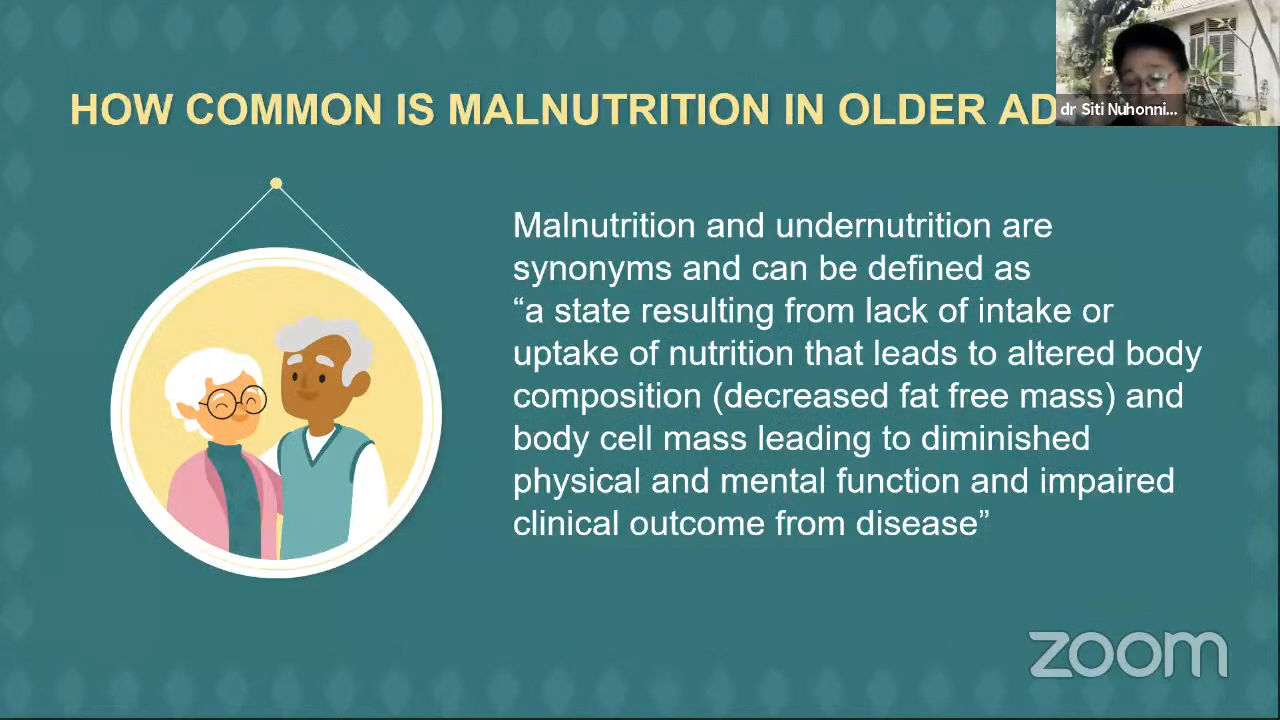 HOW COMMON IS MALNUTRITION IN OLDER AD
dr Siti Nuhonni...
Malnutrition and undernutrition are
synonyms and can be defined as
“a state resulting from lack of intake or
uptake of nutrition that leads to altered body
composition (decreased fat free mass) and
body cell mass leading to diminished
physical and mental function and impaired
clinical outcome from disease”
zoom